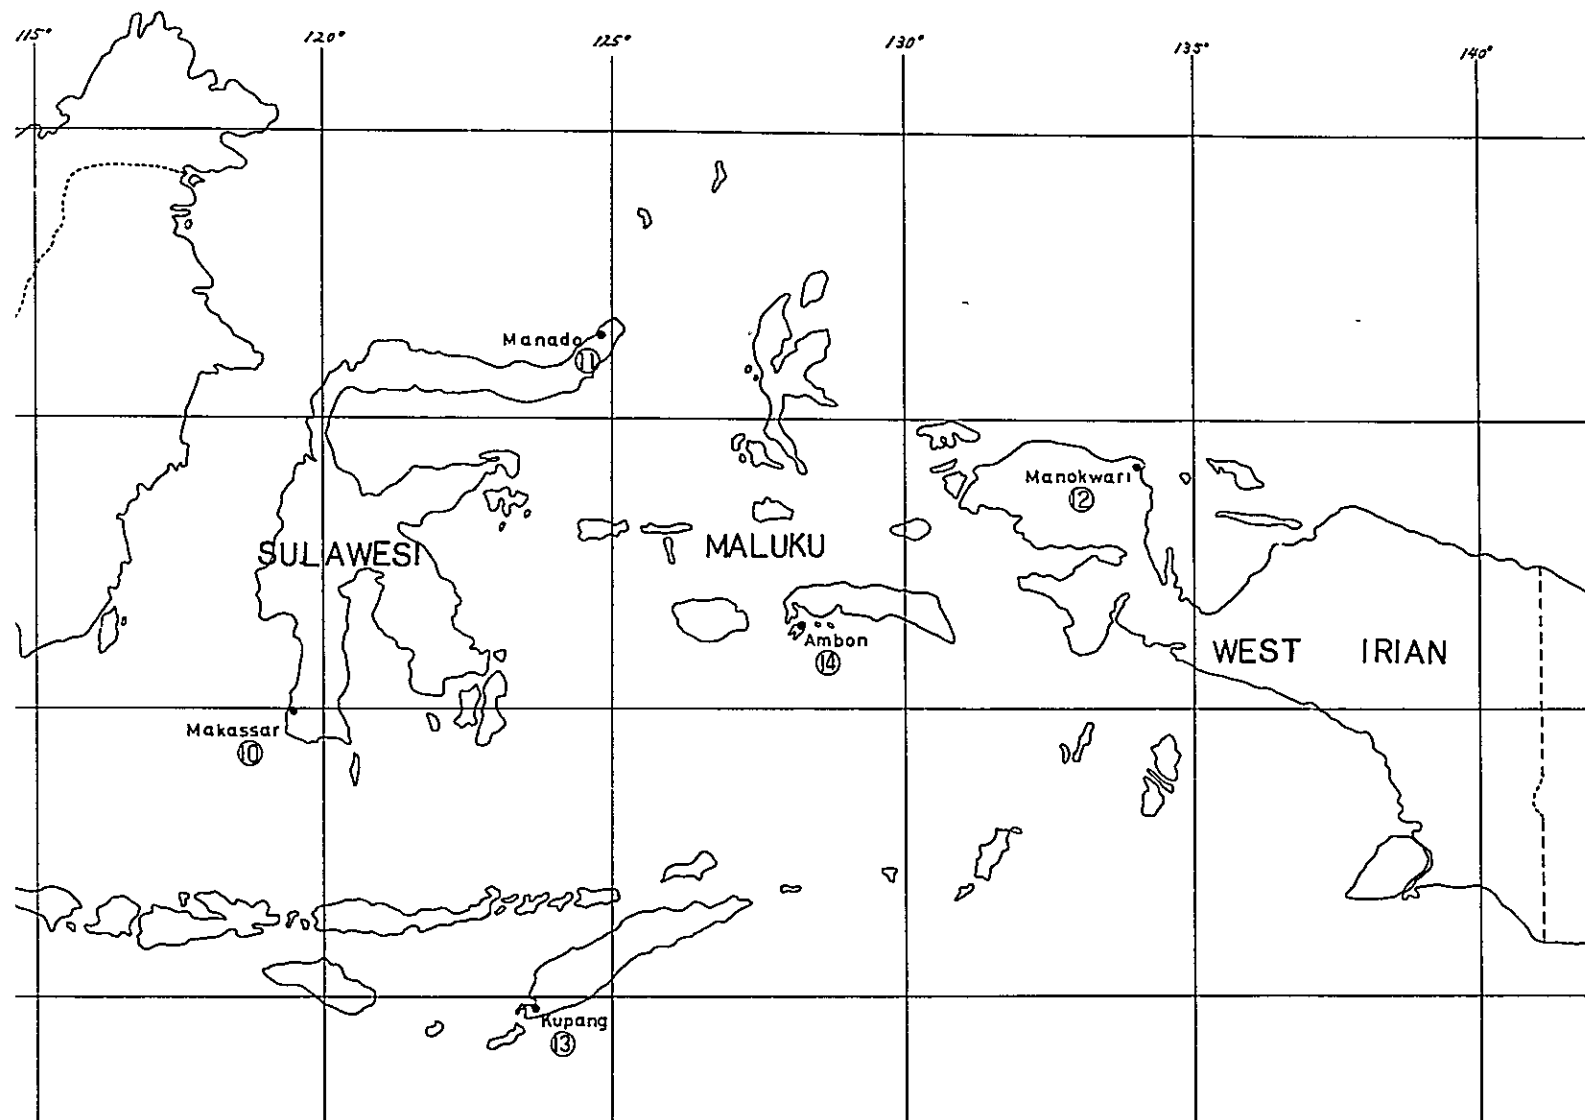 115° 120° 125° 130° 135° 140°
Manado
11
Manokwari
12
SULAWESI
MALUKU
Ambon
14
WEST IRIAN
Makassar
10
Kupang
13